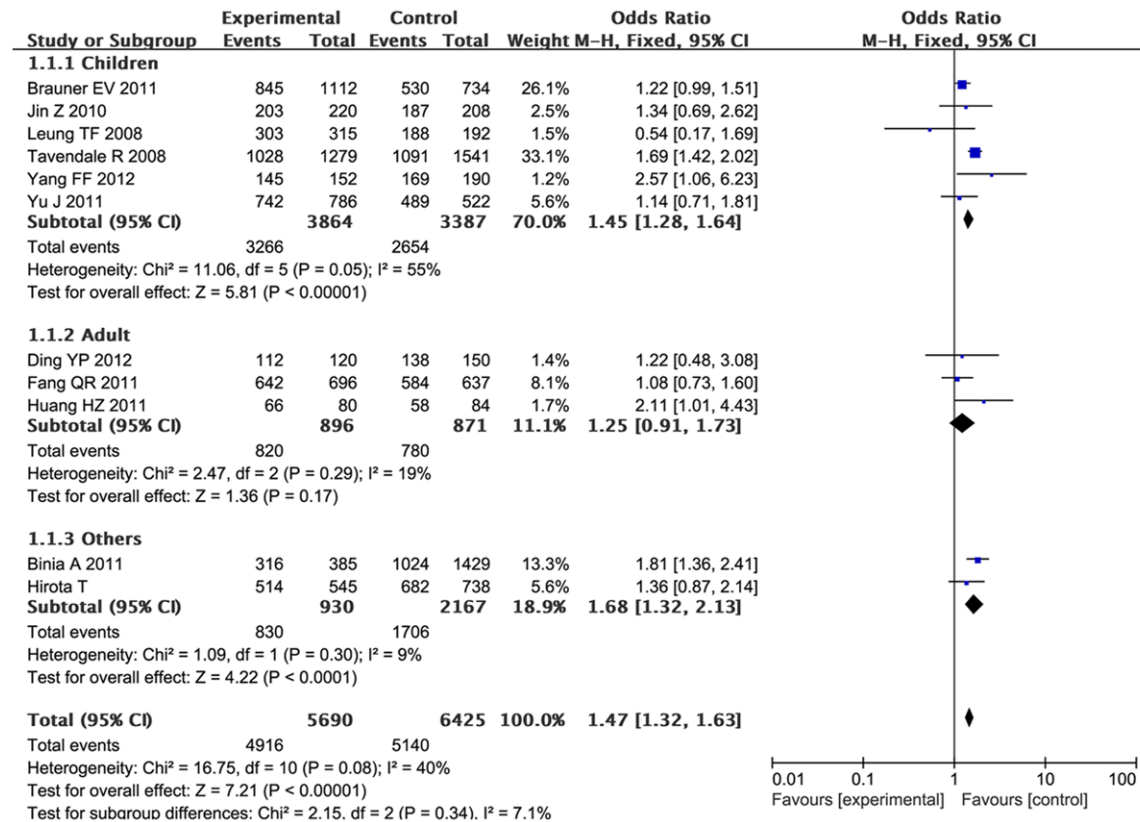 Experimental Control Odds Ratio Odds Ratio
Study or Subgroup Events Total Events Total Weight M-H, Fixed, 95% CI M-H, Fixed, 95% CI
1.1.1 Children
Brauner EV 2011 845 1112 530 734 26.1% 1.22 [0.99, 1.51]
Jin Z 2010 203 220 187 208 2.5% 1.34 [0.69, 2.62]
Leung TF 2008 303 315 188 192 1.5% 0.54 [0.17, 1.69]
Tavendale R 2008 1028 1279 1091 1541 33.1% 1.69 [1.42, 2.02]
Yang FF 2012 145 152 169 190 1.2% 2.57 [1.06, 6.23]
Yu J 2011 742 786 489 522 5.6% 1.14 [0.71, 1.81]
Subtotal (95% CI) 3864 3387 70.0% 1.45 [1.28, 1.64]
Total events 3266 2654
Heterogeneity: Chi² = 11.06, df = 5 (P = 0.05); I² = 55%
Test for overall effect: Z = 5.81 (P < 0.00001)
1.1.2 Adult
Ding YP 2012 112 120 138 150 1.4% 1.22 [0.48, 3.08]
Fang QR 2011 642 696 584 637 8.1% 1.08 [0.73, 1.60]
Huang HZ 2011 66 80 58 84 1.7% 2.11 [1.01, 4.43]
Subtotal (95% CI) 896 871 11.1% 1.25 [0.91, 1.73]
Total events 820 780
Heterogeneity: Chi² = 2.47, df = 2 (P = 0.29); I² = 19%
Test for overall effect: Z = 1.36 (P = 0.17)
1.1.3 Others
Binia A 2011 316 385 1024 1429 13.3% 1.81 [1.36, 2.41]
Hirota T 514 545 682 738 5.6% 1.36 [0.87, 2.14]
Subtotal (95% CI) 930 2167 18.9% 1.68 [1.32, 2.13]
Total events 830 1706
Heterogeneity: Chi² = 1.09, df = 1 (P = 0.30); I² = 9%
Test for overall effect: Z = 4.22 (P < 0.0001)
Total (95% CI) 5690 6425 100.0% 1.47 [1.32, 1.63]
Total events 4916 5140
Heterogeneity: Chi² = 16.75, df = 10 (P = 0.08); I² = 40%
Test for overall effect: Z = 7.21 (P < 0.00001)
Test for subgroup differences: Chi² = 2.15, df = 2 (P = 0.34), I² = 7.1%
0.01 0.1 1 10 100
Favours [experimental] Favours [control]